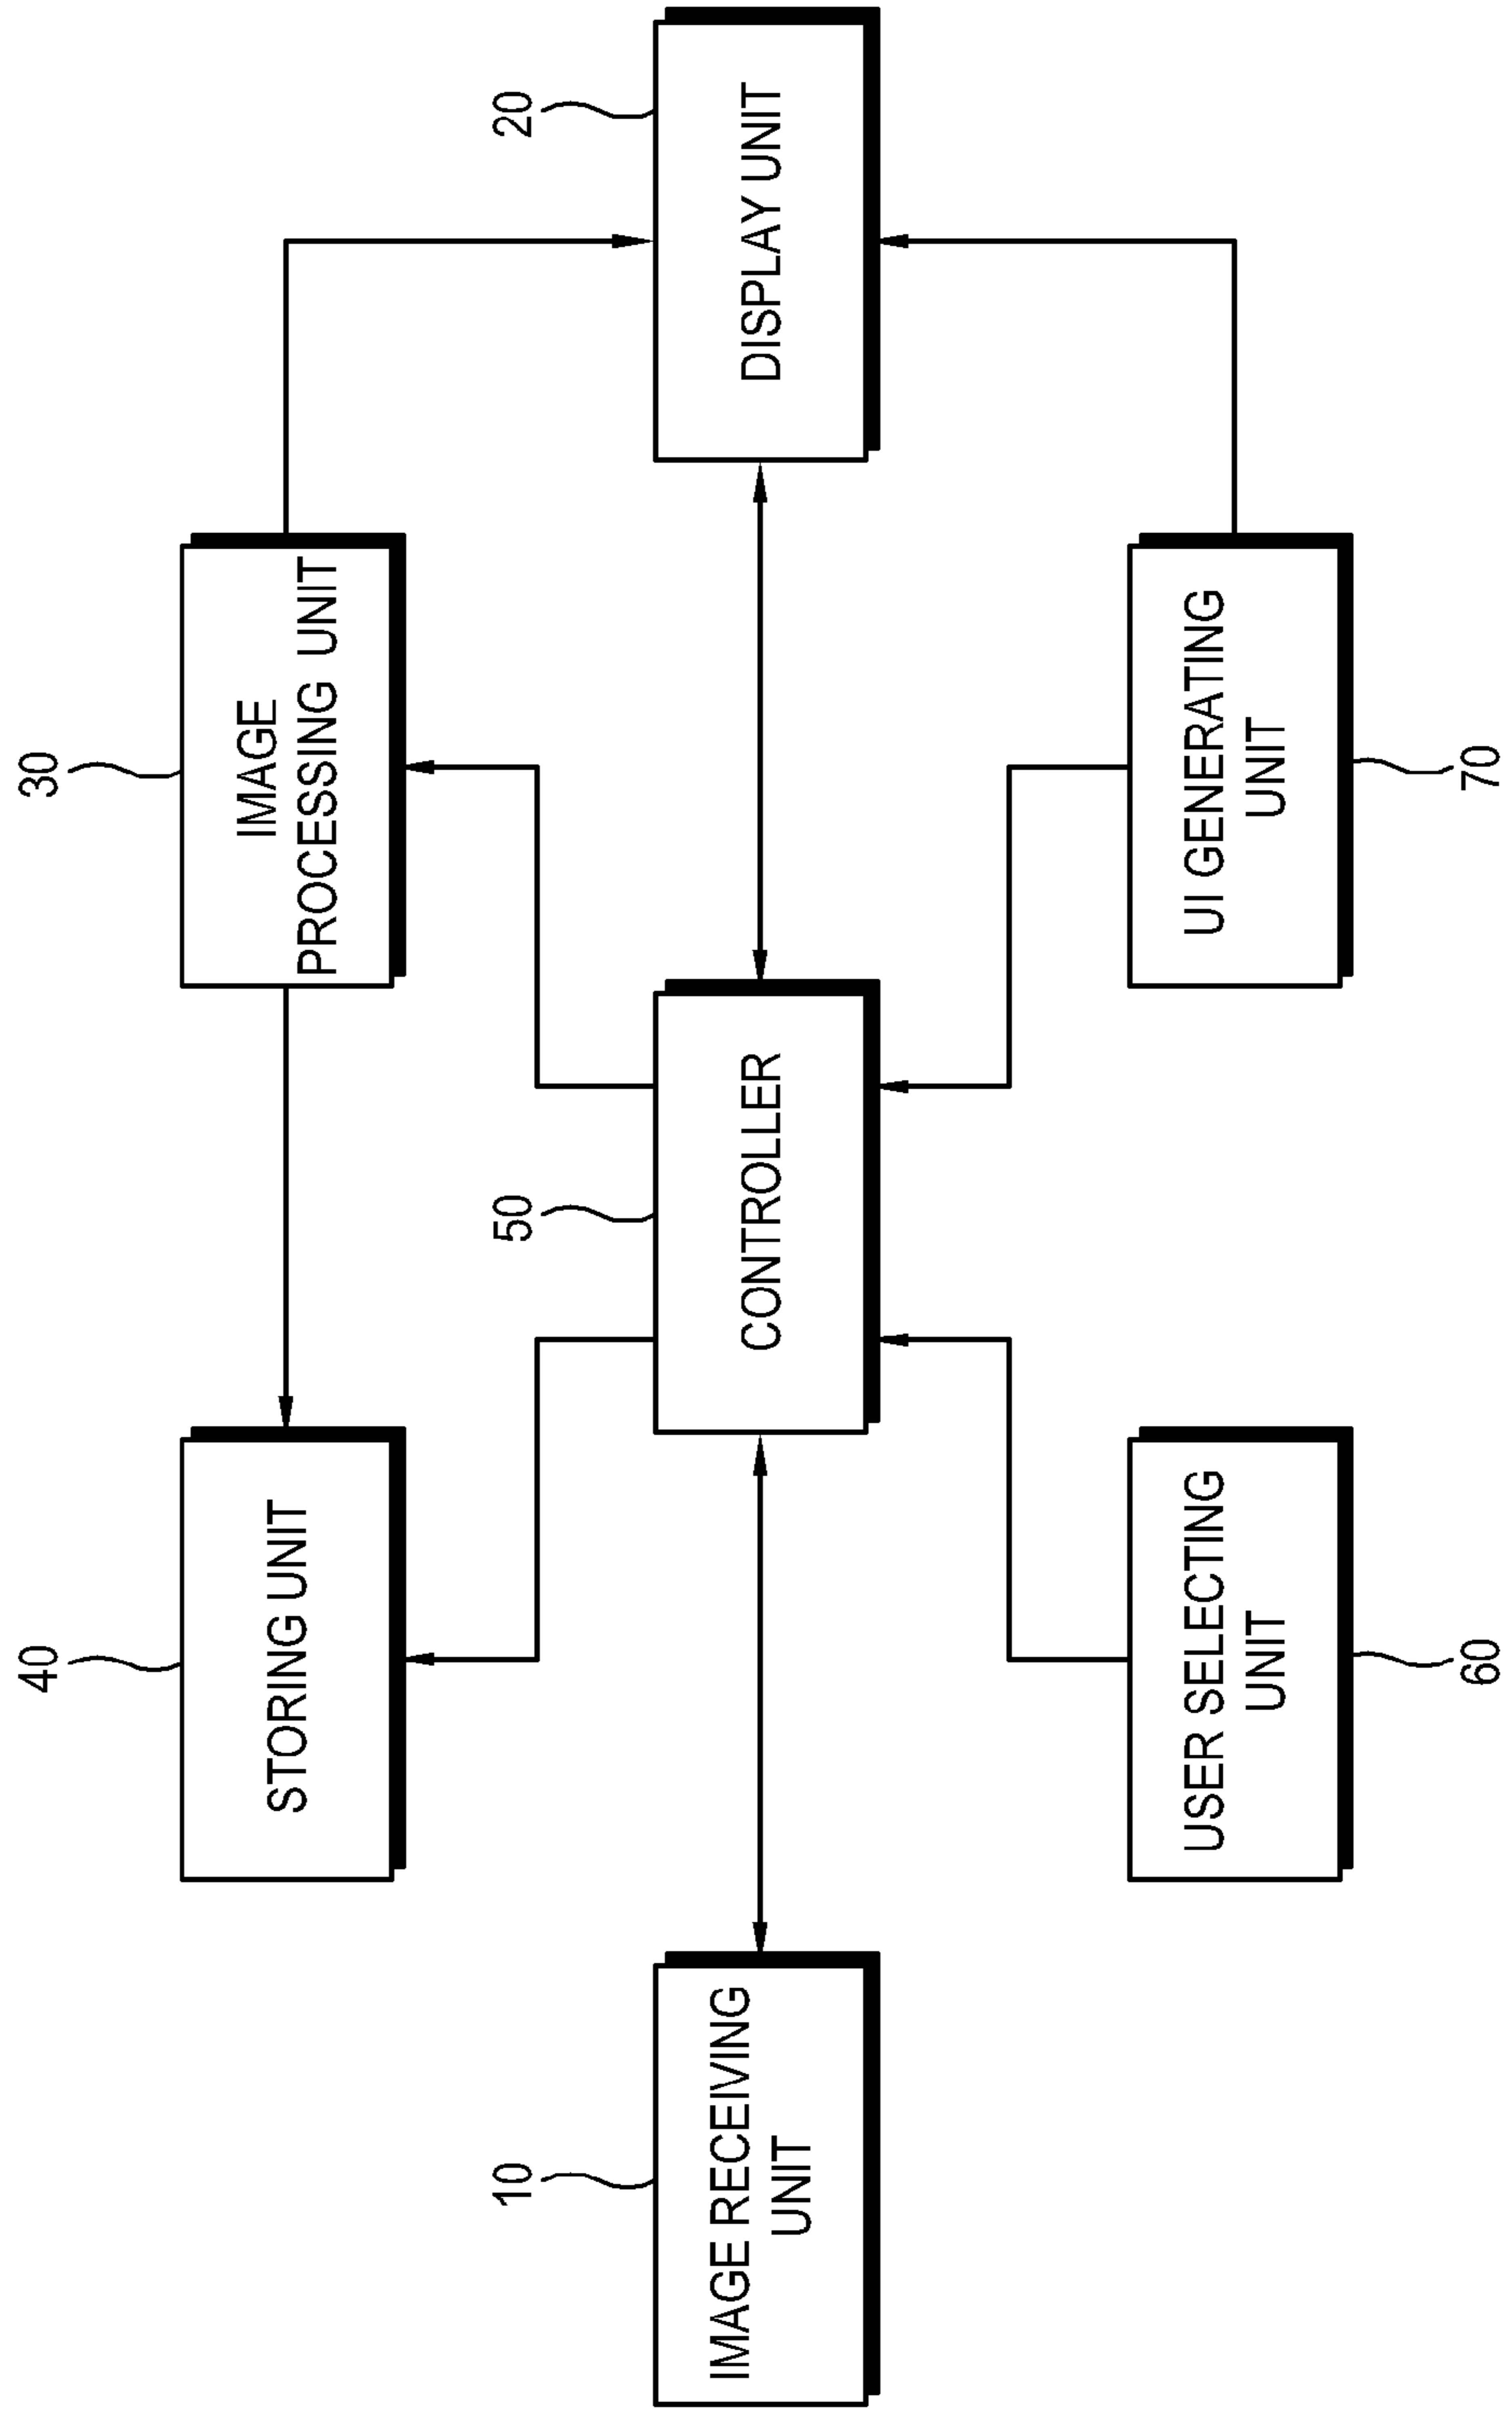 40
30
STORING UNIT
IMAGE
PROCESSING UNIT
10
50
20
IMAGE RECEIVING
UNIT
CONTROLLER
DISPLAY UNIT
USER SELECTING
UNIT
UI GENERATING
UNIT
60
70